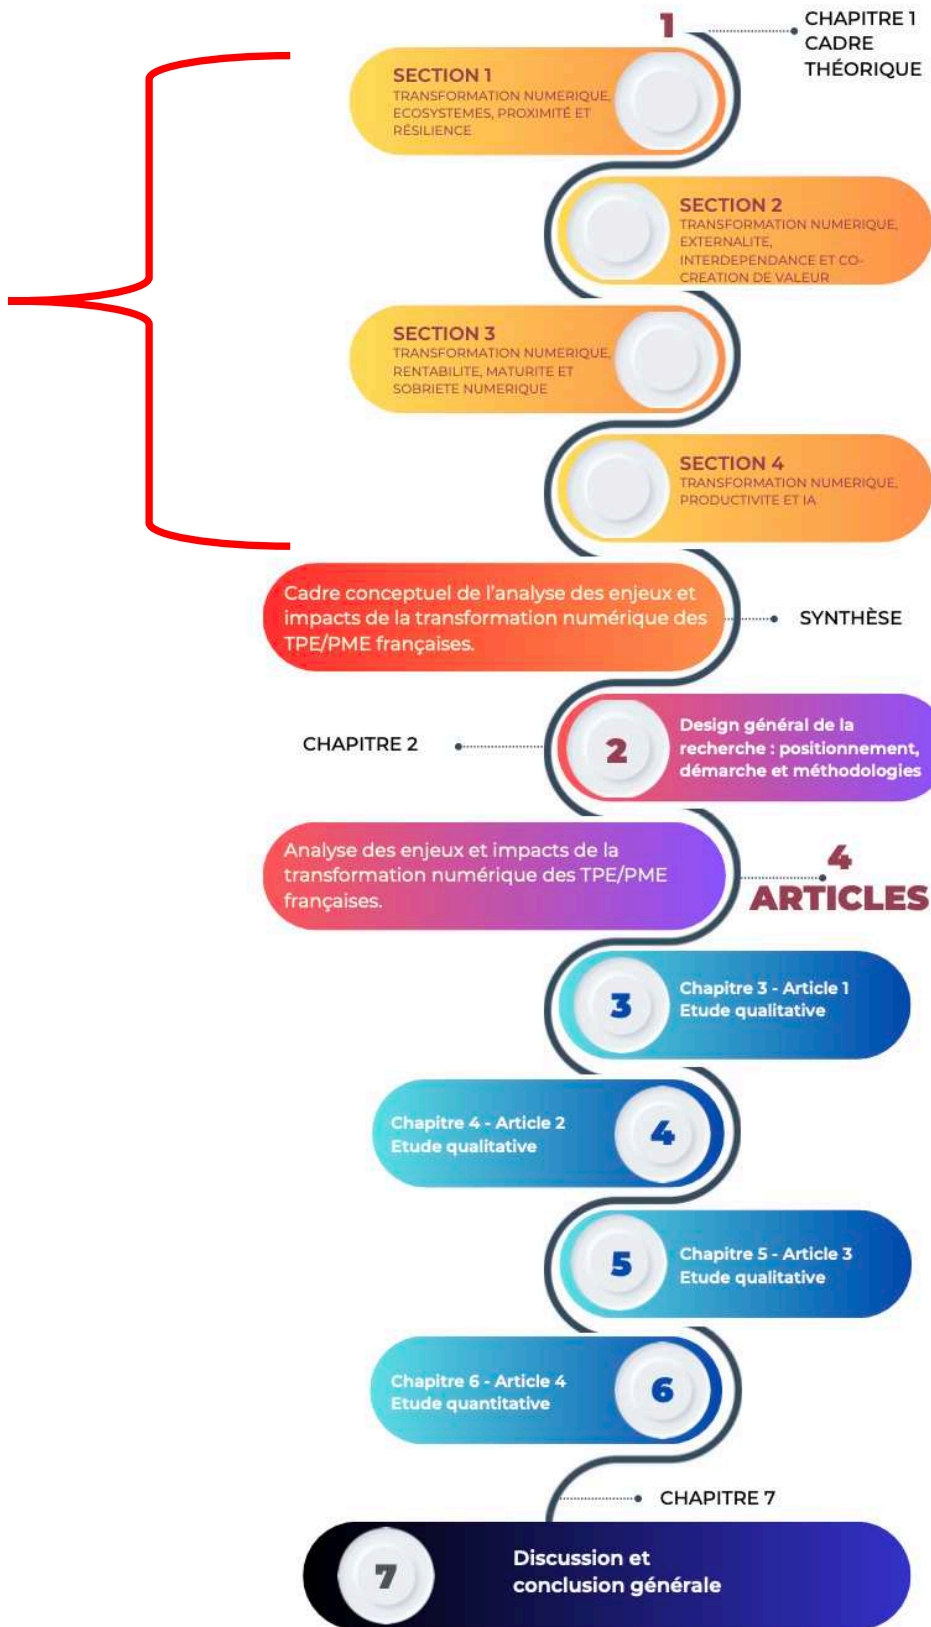 1
CHAPITRE 1
CADRE
THÉORIQUE
SECTION 1
TRANSFORMATION NUMERIQUE,
ECOSYSTEMES, PROXIMITÉ ET
RÉSILIENCE
SECTION 2
TRANSFORMATION NUMERIQUE,
EXTERNALITE,
INTERDEPENDANCE ET CO-
CREATION DE VALEUR
SECTION 3
TRANSFORMATION NUMERIQUE,
RENTABILITE, MATURITE ET
SOBRIETE NUMERIQUE
SECTION 4
TRANSFORMATION NUMERIQUE,
PRODUCTIVITE ET IA
Cadre conceptuel de l'analyse des enjeux et
impacts de la transformation numérique des
TPE/PME françaises.
SYNTHÈSE
CHAPITRE 2
2
Design général de la
recherche : positionnement,
démarche et méthodologies
Analyse des enjeux et impacts de la
transformation numérique des TPE/PME
françaises.
4
ARTICLES
3
Chapitre 3 - Article 1
Etude qualitative
Chapitre 4 - Article 2
Etude qualitative
4
5
Chapitre 5 - Article 3
Etude qualitative
Chapitre 6 - Article 4
Etude quantitative
6
CHAPITRE 7
7
Discussion et
conclusion générale